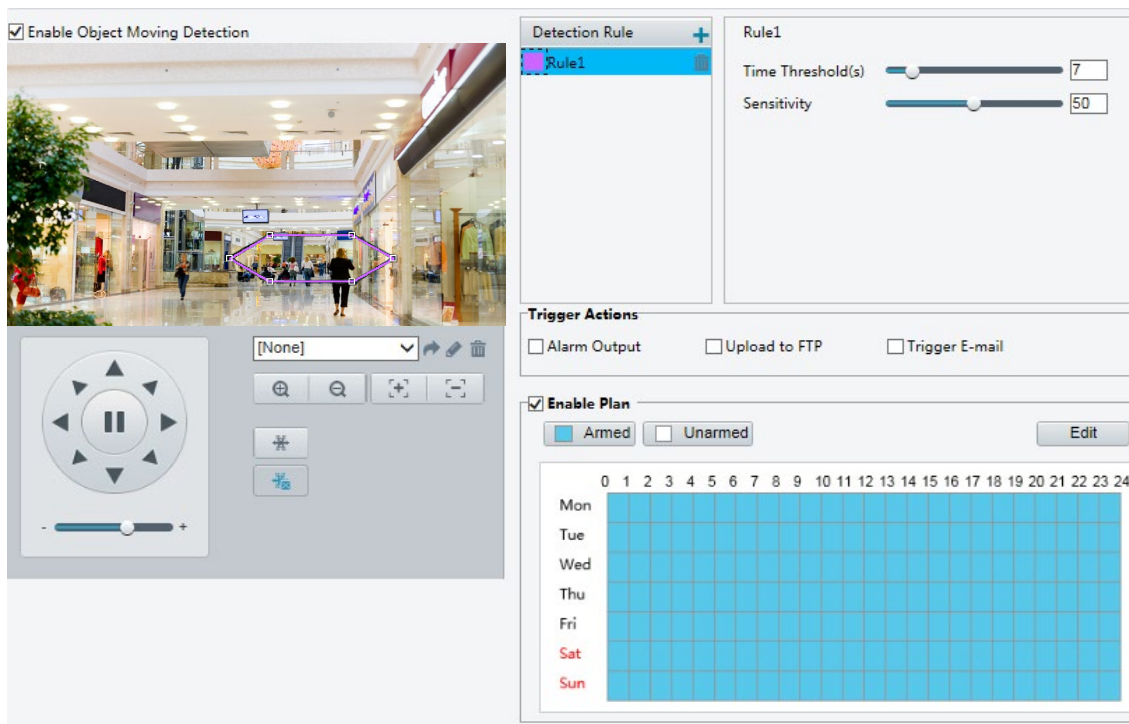 Enable Object Moving Detection
Detection Rule
Rule1
Rule1
Time Threshold(s) 7
Sensitivity 50
[None]
Trigger Actions
Alarm Output Upload to FTP Trigger E-mail
Enable Plan
Armed Unarmed Edit
0 1 2 3 4 5 6 7 8 9 10 11 12 13 14 15 16 17 18 19 20 21 22 23 24
Mon
Tue
Wed
Thu
Fri
Sat
Sun
- +